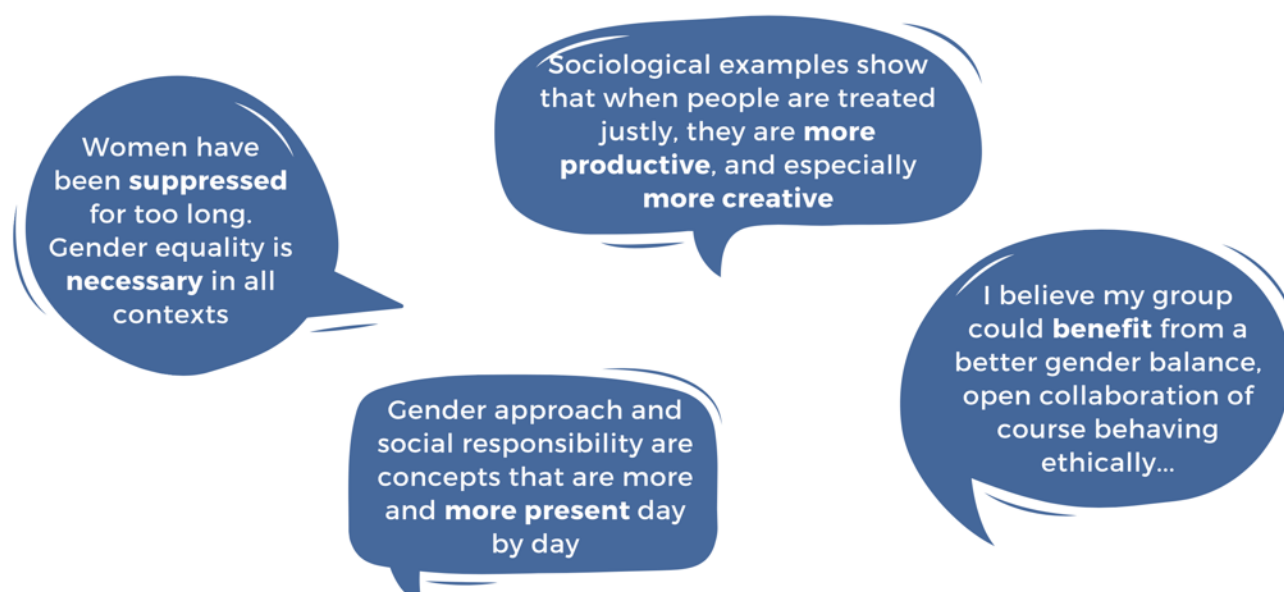 Women have
been suppressed
for too long.
Gender equality is
necessary in all
contexts
Sociological examples show
that when people are treated
justly, they are more
productive, and especially
more creative
Gender approach and
social responsibility are
concepts that are more
and more present day
by day
I believe my group
could benefit from a
better gender balance,
open collaboration of
course behaving
ethically...